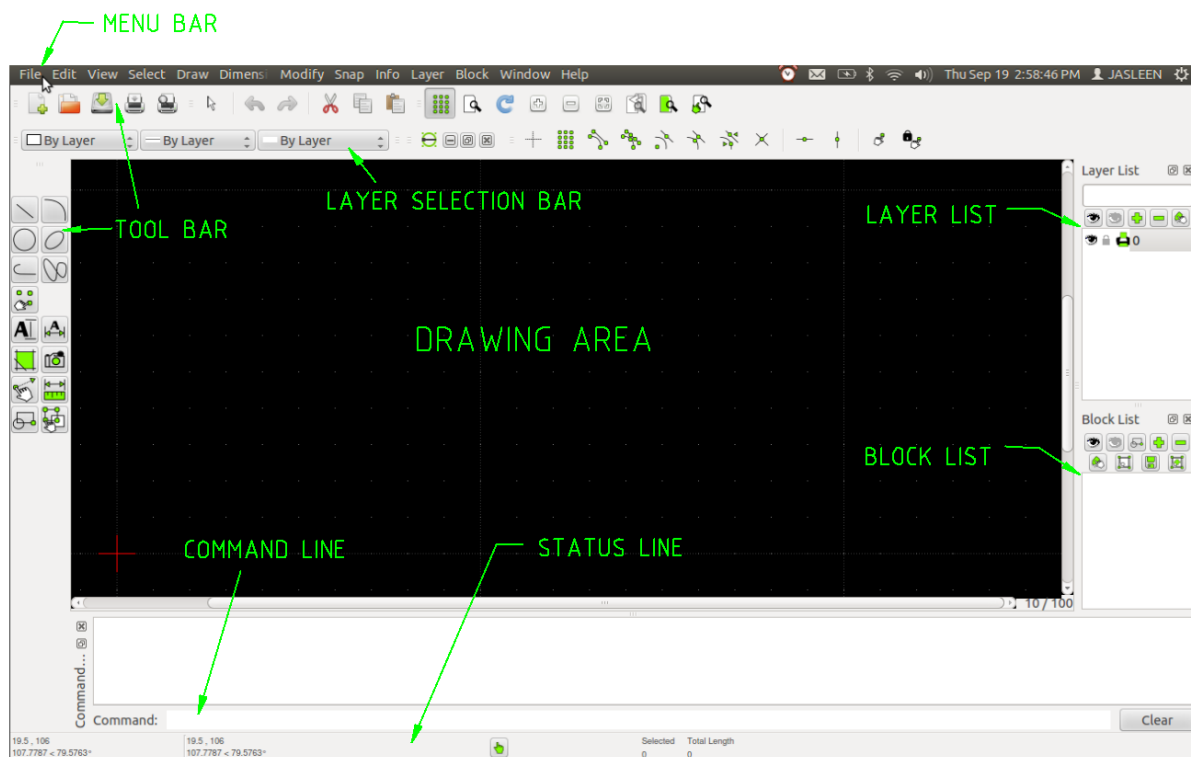 MENU BAR
File Edit View Select Draw Dimensi Modify Snap Info Layer Block Window Help Thu Sep 19 2:58:46 PM JASLEEN
By Layer By Layer By Layer
LAYER SELECTION BAR
TOOL BAR
Layer List
LAYER LIST
0
DRAWING AREA
Block List
BLOCK LIST
COMMAND LINE
STATUS LINE
10 / 100
Command...
Command:
Clear
19.5 , 106 19.5 , 106 Selected Total Length
107.7787 < 79.5763° 107.7787 < 79.5763° 0 0